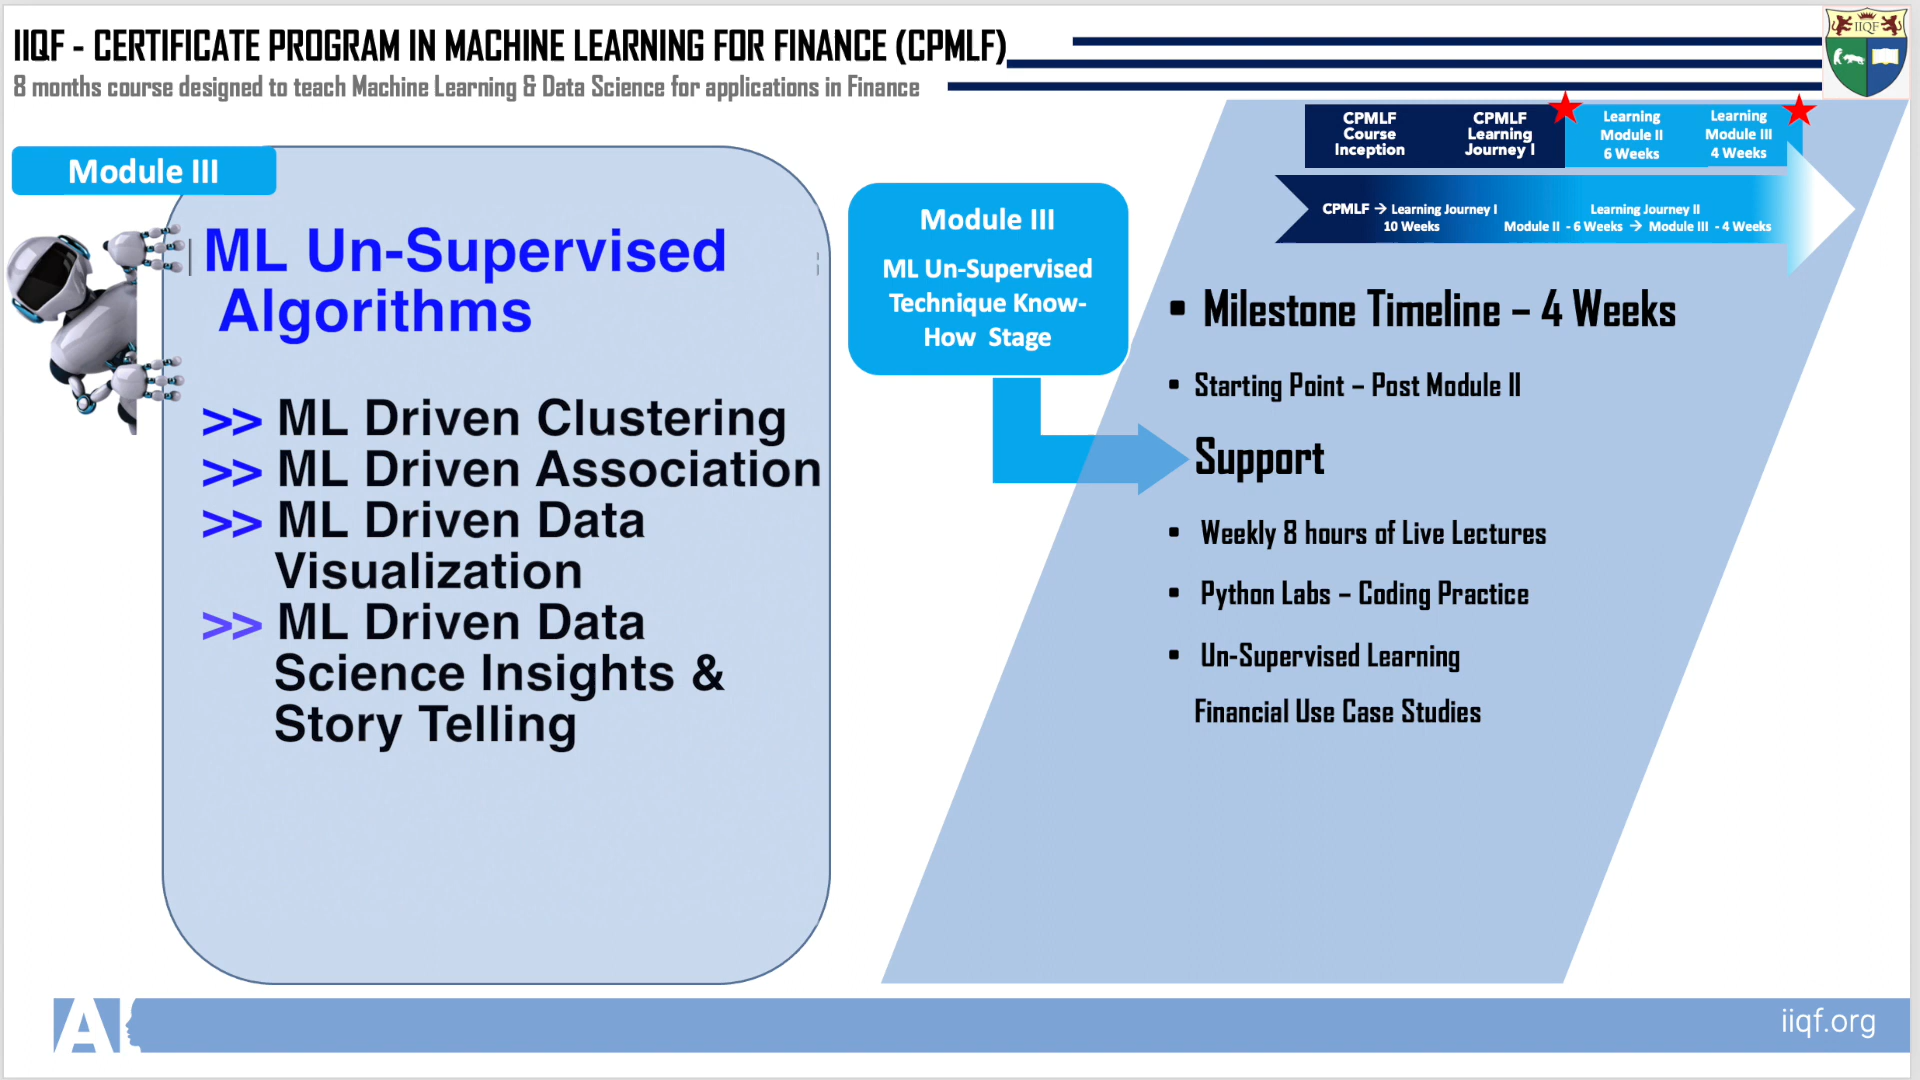 IIQF - CERTIFICATE PROGRAM IN MACHINE LEARNING FOR FINANCE (CPMLF)
8 months course designed to teach Machine Learning & Data Science for applications in Finance
IIQF
Module III
ML Un-Supervised
Algorithms
>> ML Driven Clustering
>> ML Driven Association
>> ML Driven Data
Visualization
>> ML Driven Data
Science Insights &
Story Telling
Module III
ML Un-Supervised
Technique Know-
How Stage
CPMLF
Course
Inception
CPMLF
Learning
Journey I
Learning
Module II
6 Weeks
Learning
Module III
4 Weeks
CPMLF → Learning Journey I
10 Weeks
Learning Journey II
Module II - 6 Weeks → Module III - 4 Weeks
▪ Milestone Timeline – 4 Weeks
• Starting Point – Post Module II
Support
▪ Weekly 8 hours of Live Lectures
▪ Python Labs – Coding Practice
▪ Un-Supervised Learning
Financial Use Case Studies
AI
iiqf.org